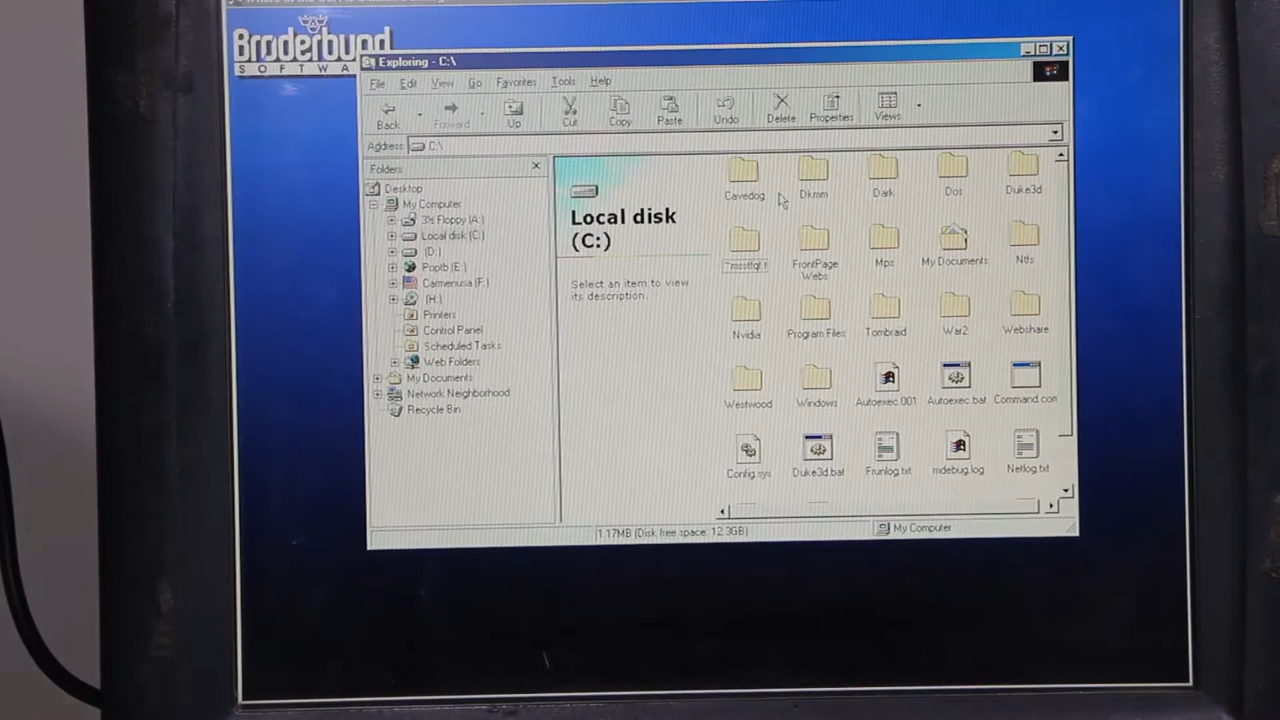 Brøderbund
SOFTWA
Exploring - C:\
File Edit View Go Favorites Tools Help
Back Forward Up Cut Copy Paste Undo Delete Properties Views
Address C:\
Folders
Desktop
My Computer
3½ Floppy (A:)
Local disk (C:)
(D:)
Poptb (E:)
Carmenusa (F:)
(H:)
Printers
Control Panel
Scheduled Tasks
Web Folders
My Documents
Network Neighborhood
Recycle Bin
Local disk
(C:)
Select an item to view
its description.
Cavedog Dkmm Dark Dos Duke3d
FrontPage Webs Mps My Documents Ntfs
Nvidia Program Files Tombraid War2 Webshare
Westwood Windows Autoexec.001 Autoexec.bat Command.com
Config.sys Duke3d.bat Frunlog.txt mdebug.log Netlog.txt
1.17MB (Disk free space: 12.3GB) My Computer